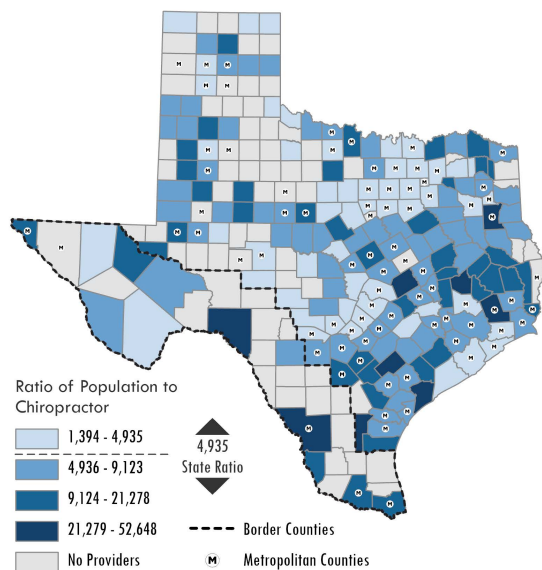 Ratio of Population to
Chiropractor
1,394 - 4,935
4,936 - 9,123
9,124 - 21,278
21,279 - 52,648
No Providers
4,935
State Ratio
Border Counties
M Metropolitan Counties